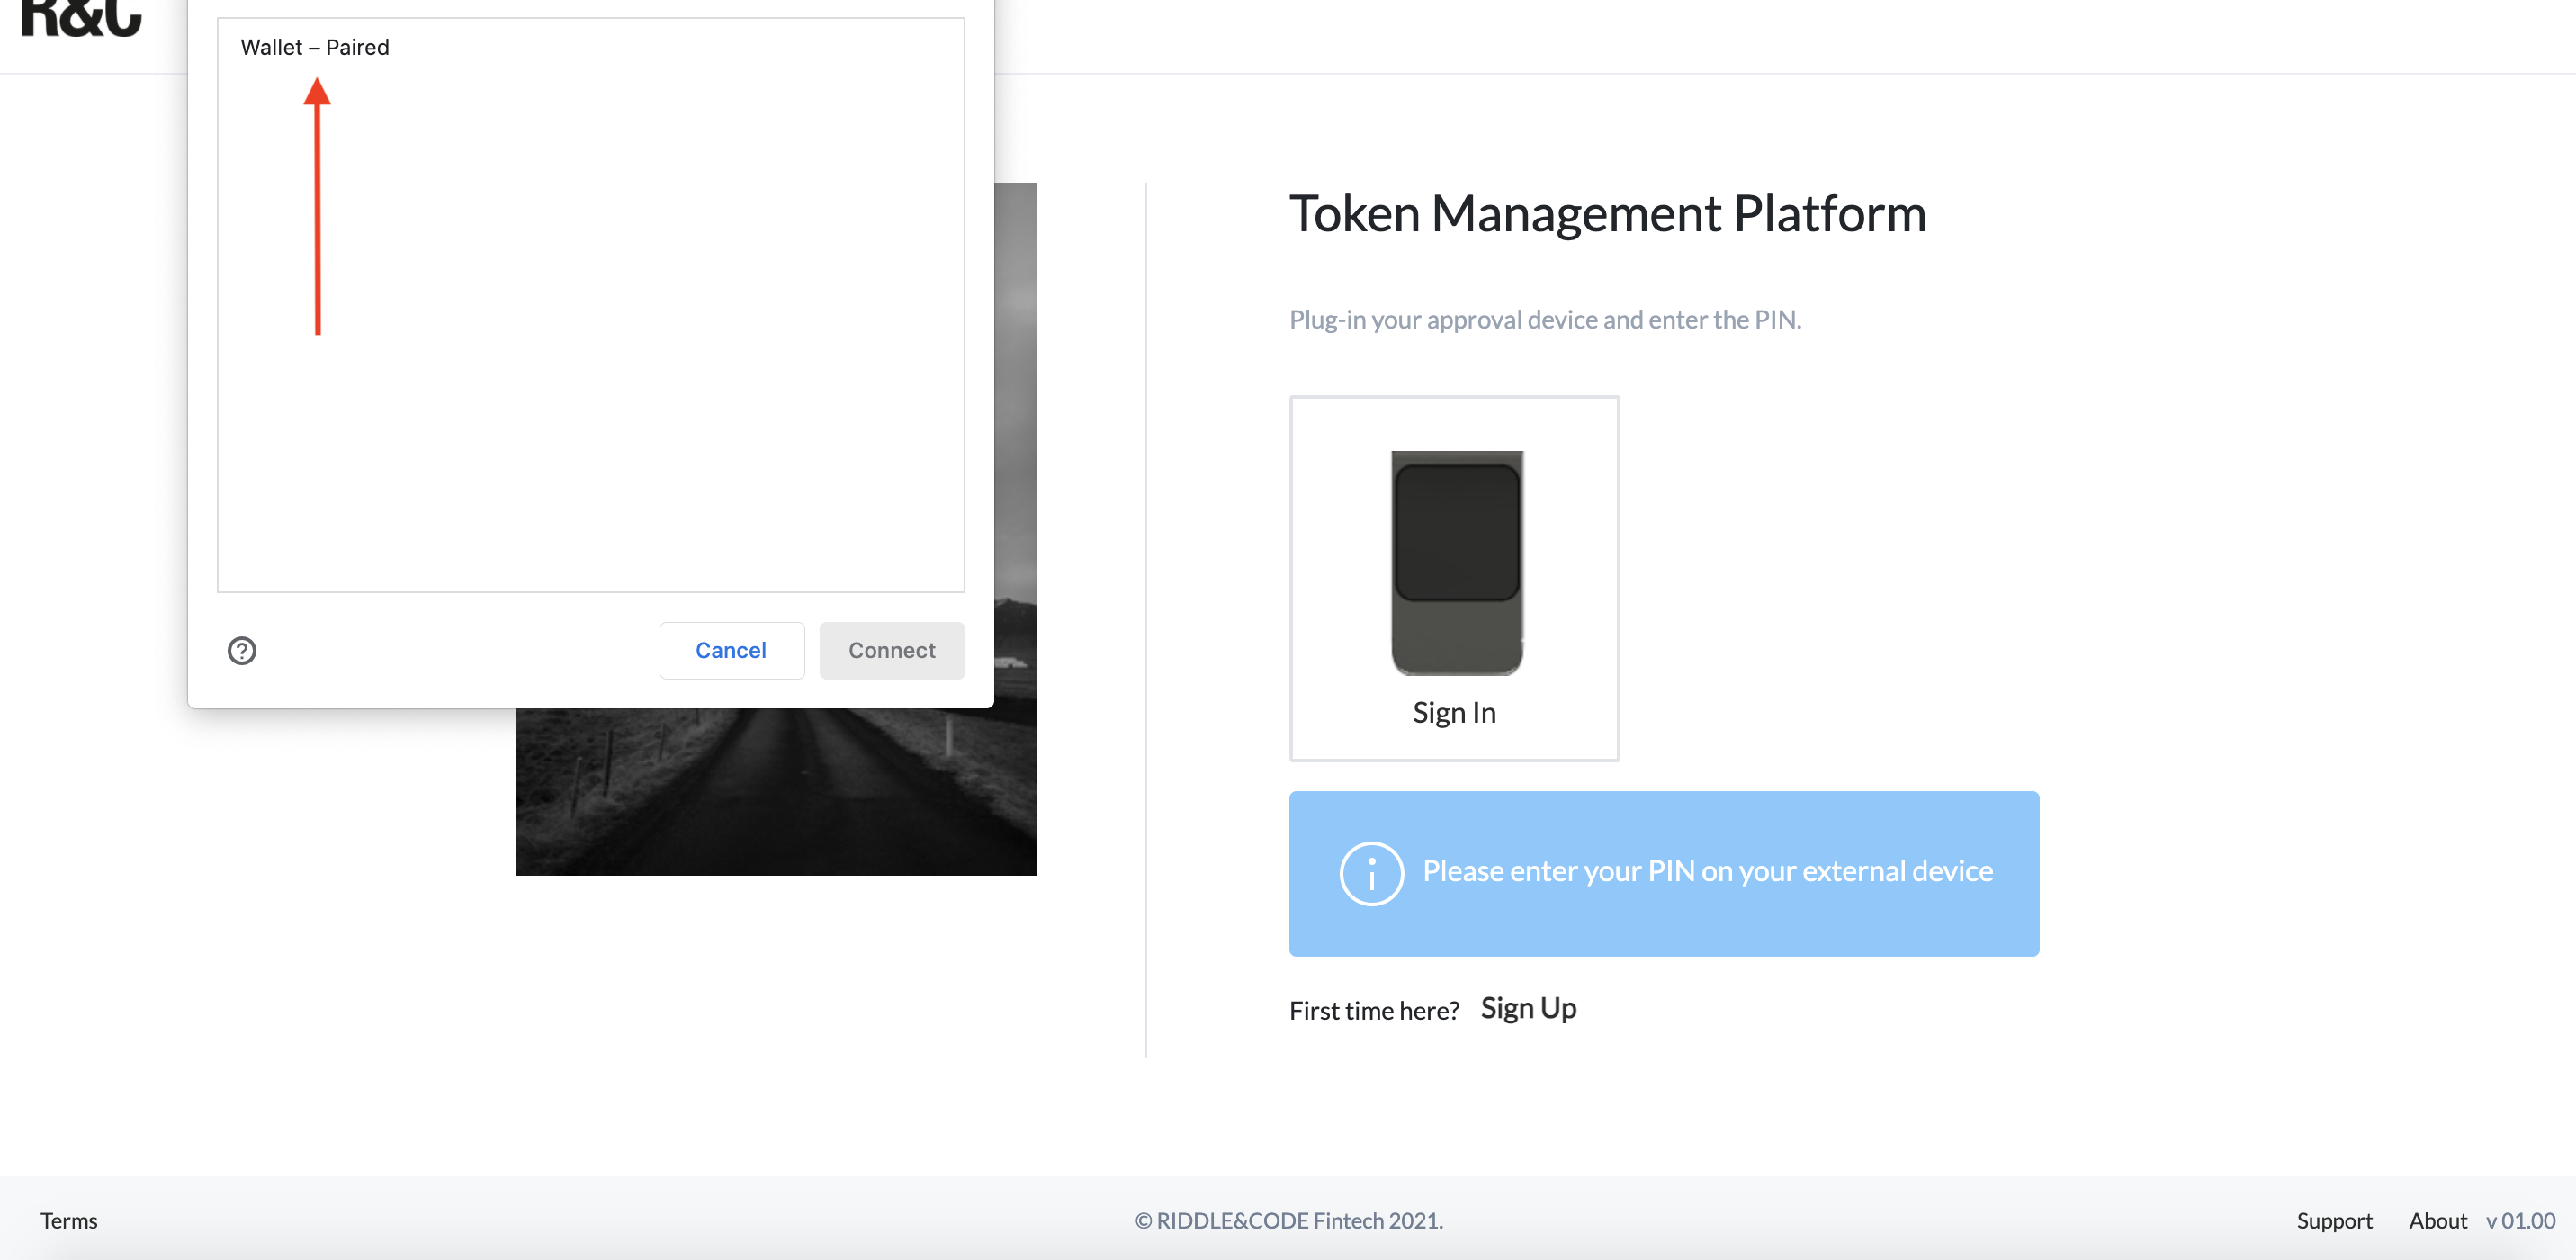 R&C
Wallet – Paired
Cancel
Connect
Token Management Platform
Plug-in your approval device and enter the PIN.
Sign In
Please enter your PIN on your external device
First time here? Sign Up
Terms
© RIDDLE&CODE Fintech 2021.
Support About v 01.00